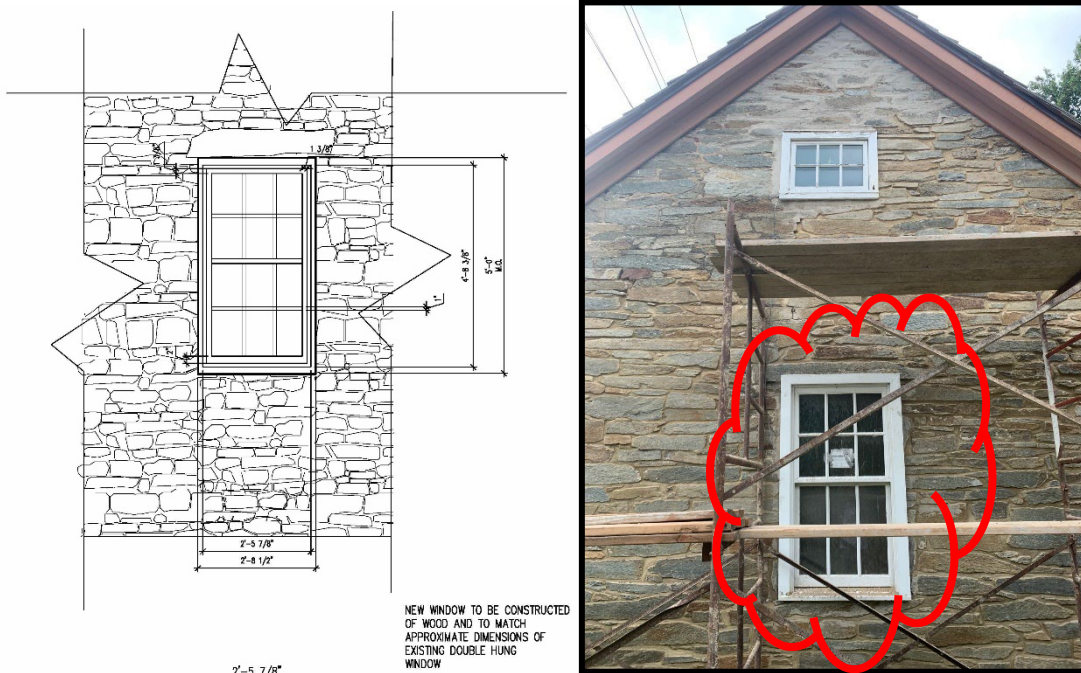 1 3/8"
4'-8 3/8"
5'-0"
M.O.
1"
2'-5 7/8"
2'-8 1/2"
NEW WINDOW TO BE CONSTRUCTED
OF WOOD AND TO MATCH
APPROXIMATE DIMENSIONS OF
EXISTING DOUBLE HUNG
WINDOW
2'-5 7/8"